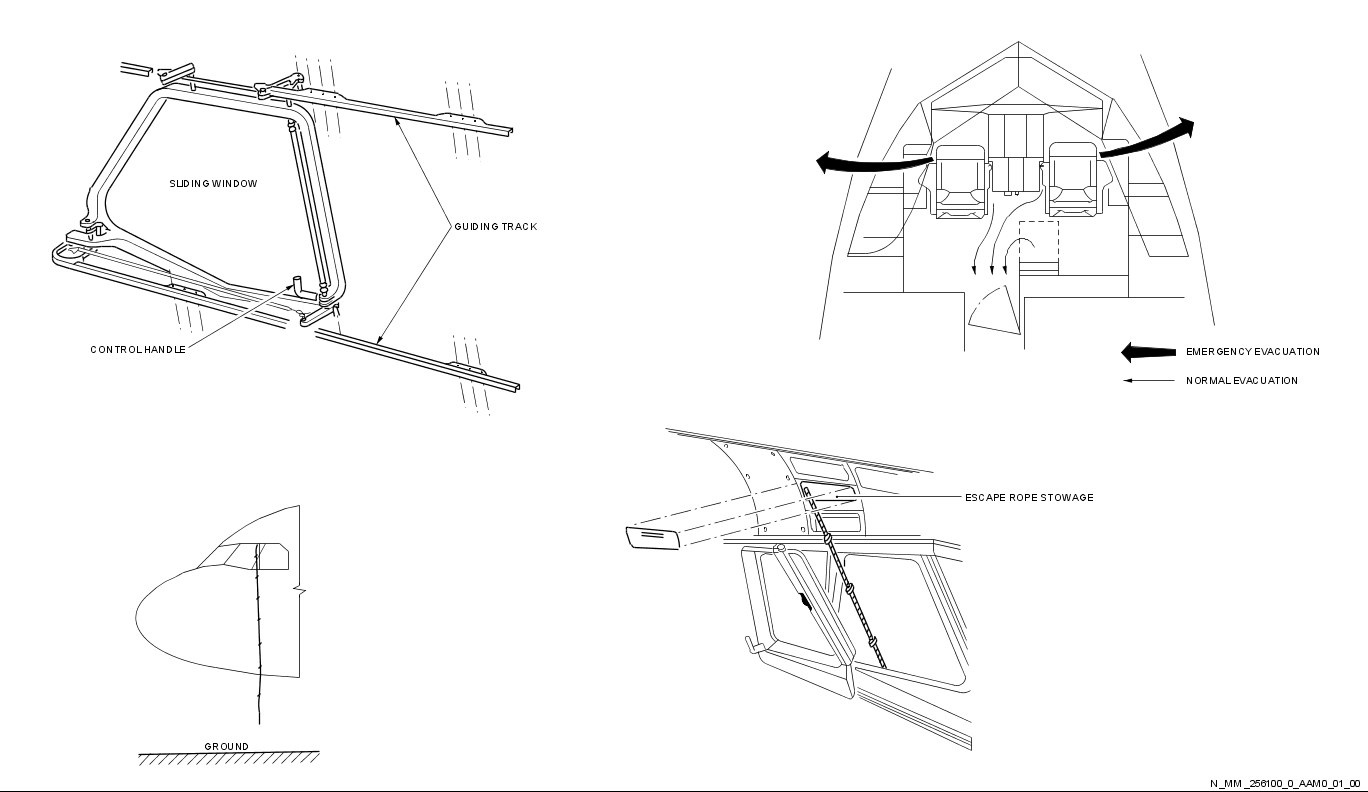 SLIDING WINDOW
GUIDING TRACK
CONTROL HANDLE
EMERGENCY EVACUATION
NORMAL EVACUATION
ESCAPE ROPE STOWAGE
GROUND
N_MM_256100_0_AAM0_01_00